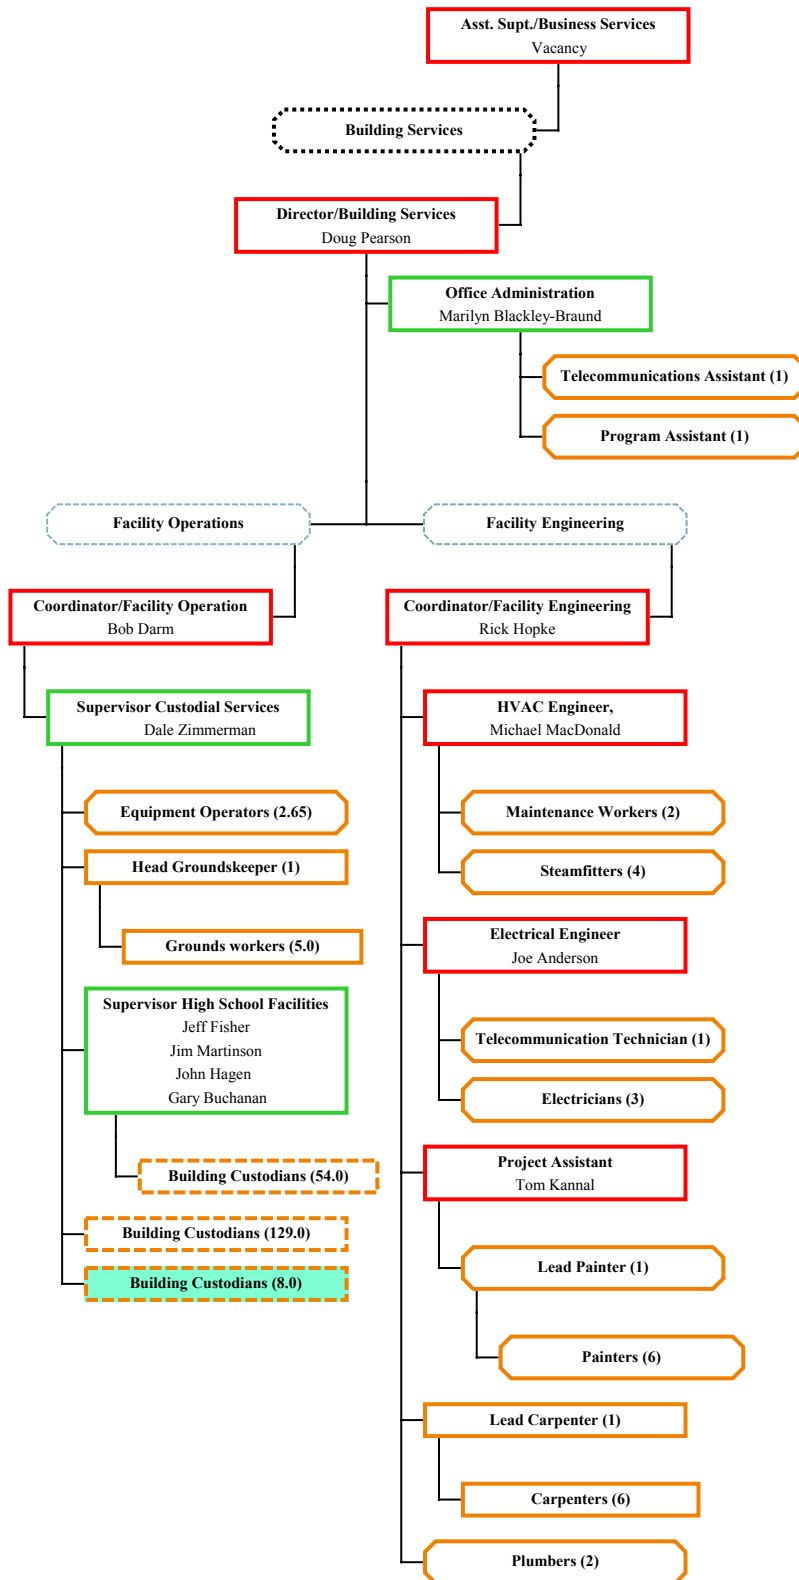 Asst. Supt./Business Services
Vacancy
Building Services
Director/Building Services
Doug Pearson
Office Administration
Marilyn Blackley-Braund
Telecommunications Assistant (1)
Program Assistant (1)
Facility Operations
Facility Engineering
Coordinator/Facility Operation
Bob Darm
Supervisor Custodial Services
Dale Zimmerman
Equipment Operators (2.65)
Head Groundskeeper (1)
Grounds workers (5.0)
Supervisor High School Facilities
Jeff Fisher
Jim Martinson
John Hagen
Gary Buchanan
Building Custodians (54.0)
Building Custodians (129.0)
Building Custodians (8.0)
Coordinator/Facility Engineering
Rick Hopke
HVAC Engineer,
Michael MacDonald
Maintenance Workers (2)
Steamfitters (4)
Electrical Engineer
Joe Anderson
Telecommunication Technician (1)
Electricians (3)
Project Assistant
Tom Kannal
Lead Painter (1)
Painters (6)
Lead Carpenter (1)
Carpenters (6)
Plumbers (2)